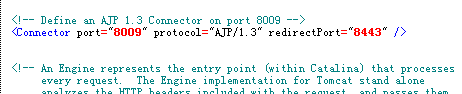 <!-- Define an AJP 1.3 Connector on port 8009 -->
<Connector port="8009" protocol="AJP/1.3" redirectPort="8443" />
<!-- An Engine represents the entry point (within Catalina) that processes
every request.  The Engine implementation for Tomcat stand alone
analyzes the HTTP headers included with the request, and passes them